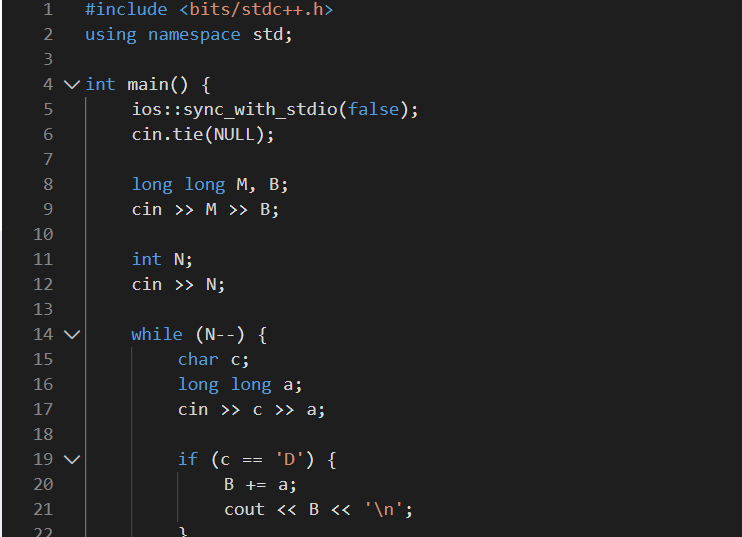 1 #include <bits/stdc++.h>
2 using namespace std;
3
4 int main() {
5 ios::sync_with_stdio(false);
6 cin.tie(NULL);
7
8 long long M, B;
9 cin >> M >> B;
10
11 int N;
12 cin >> N;
13
14 while (N--) {
15 char c;
16 long long a;
17 cin >> c >> a;
18
19 if (c == 'D') {
20 B += a;
21 cout << B << '\n';
22 }